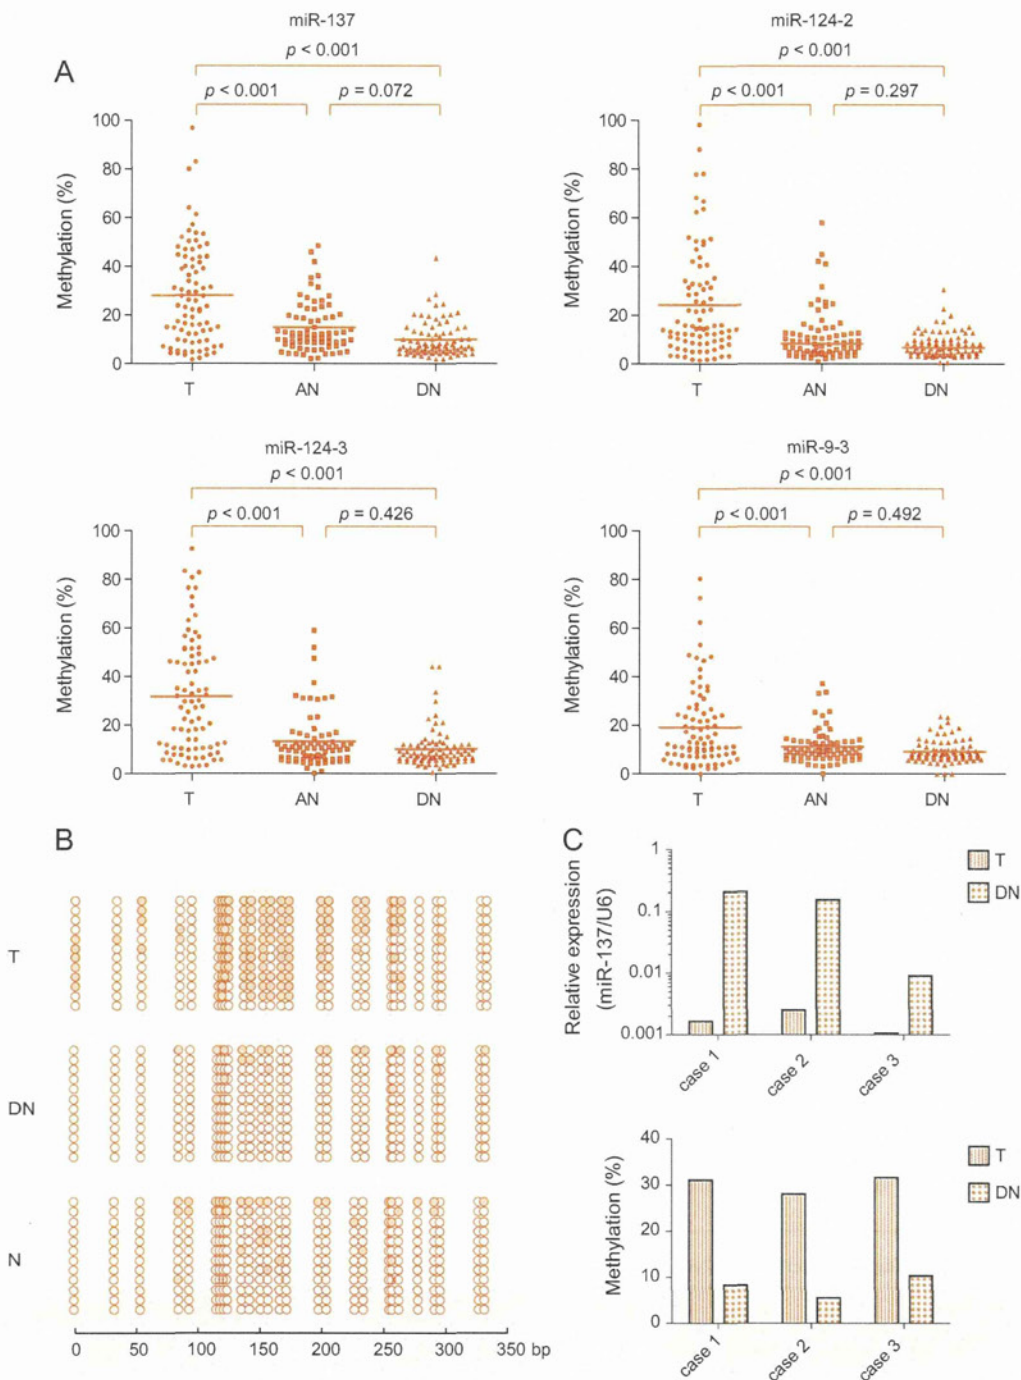 A
miR-137
p < 0.001
p < 0.001
p = 0.072
Methylation (%)
100
80
60
40
20
0
T
AN
DN
miR-124-2
p < 0.001
p < 0.001
p = 0.297
Methylation (%)
100
80
60
40
20
0
T
AN
DN
miR-124-3
p < 0.001
p < 0.001
p = 0.426
Methylation (%)
100
80
60
40
20
0
T
AN
DN
miR-9-3
p < 0.001
p < 0.001
p = 0.492
Methylation (%)
100
80
60
40
20
0
T
AN
DN
B
T
DN
N
0 50 100 150 200 250 300 350 bp
C
Relative expression
(miR-137/U6)
1
0.1
0.01
0.001
case 1
case 2
case 3
T
DN
Methylation (%)
40
30
20
10
0
case 1
case 2
case 3
T
DN